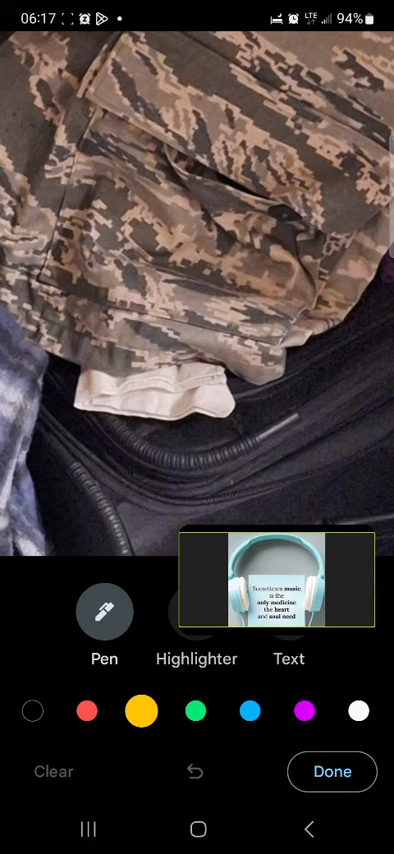 06:17
LTE
94%
Sometimes music
is the
only medicine
the heart
and soul need
Pen
Highlighter
Text
Clear
Done